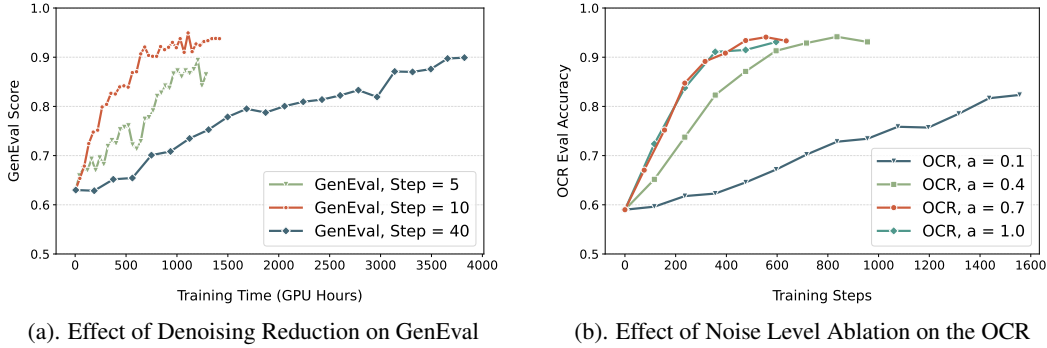 1.0
0.9
0.8
0.7
0.6
0.5
GenEval Score
GenEval, Step = 5
GenEval, Step = 10
GenEval, Step = 40
0 500 1000 1500 2000 2500 3000 3500 4000
Training Time (GPU Hours)
(a). Effect of Denoising Reduction on GenEval
1.0
0.9
0.8
0.7
0.6
0.5
OCR Eval Accuracy
OCR, a = 0.1
OCR, a = 0.4
OCR, a = 0.7
OCR, a = 1.0
0 200 400 600 800 1000 1200 1400 1600
Training Steps
(b). Effect of Noise Level Ablation on the OCR